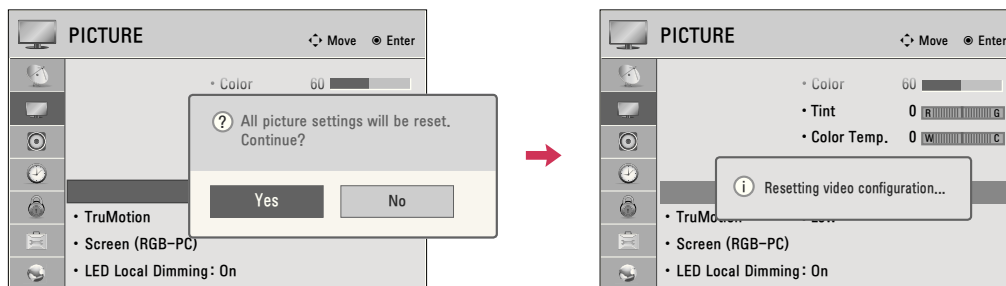 PICTURE
Move
Enter
• Color 60
? All picture settings will be reset.
Continue?
Yes
No
• TruMotion
• Screen (RGB-PC)
• LED Local Dimming: On
PICTURE
Move
Enter
• Color 60
• Tint 0 R G
• Color Temp. 0 W C
i Resetting video configuration...
• Screen (RGB-PC)
• LED Local Dimming: On